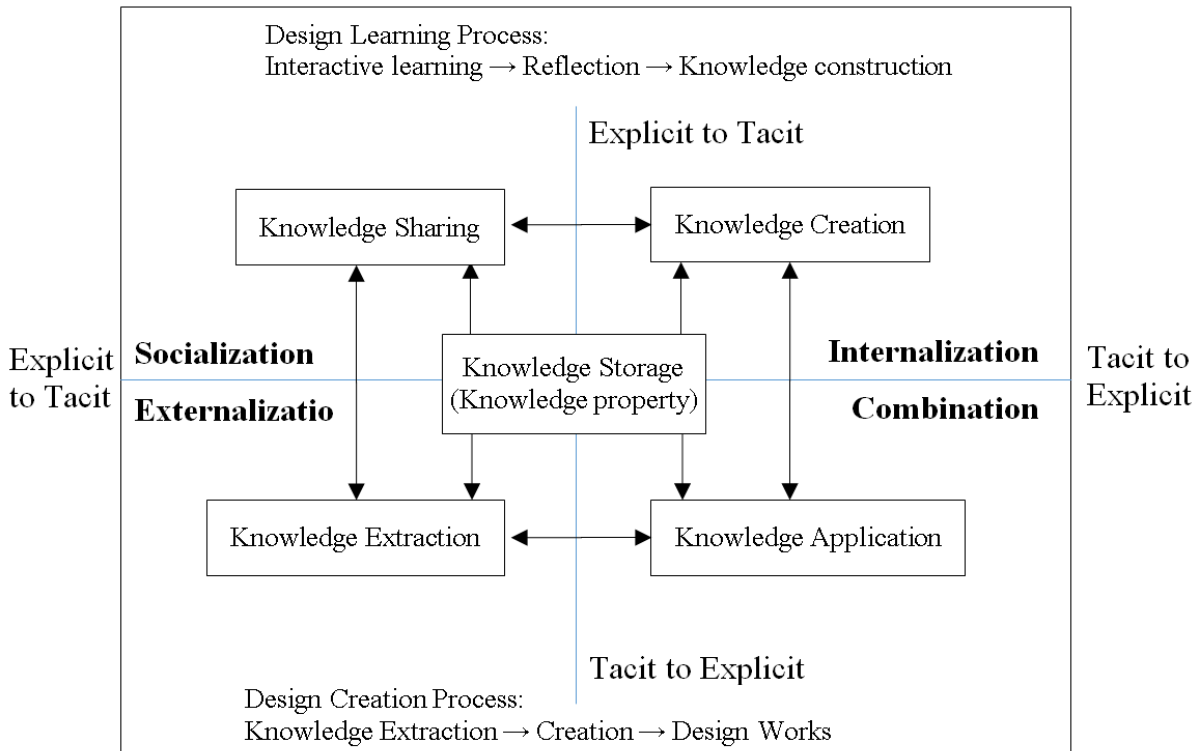 Design Learning Process:
Interactive learning → Reflection → Knowledge construction
Explicit to Tacit
Knowledge Sharing
Knowledge Creation
Explicit
to Tacit
Socialization
Externalizatio
Knowledge Storage
(Knowledge property)
Internalization
Combination
Tacit to
Explicit
Knowledge Extraction
Knowledge Application
Tacit to Explicit
Design Creation Process:
Knowledge Extraction → Creation → Design Works